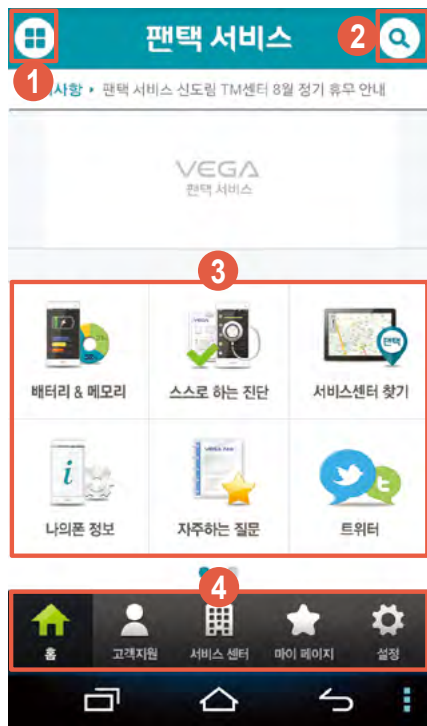 팬택 서비스
2
1
사항 ▸ 팬택 서비스 신도림 TM센터 8월 정기 휴무 안내
VEGA
팬택 서비스
3
배터리 & 메모리
스스로 하는 진단
서비스센터 찾기
나의폰 정보
자주하는 질문
트위터
4
홈
고객지원
서비스 센터
마이 페이지
설정